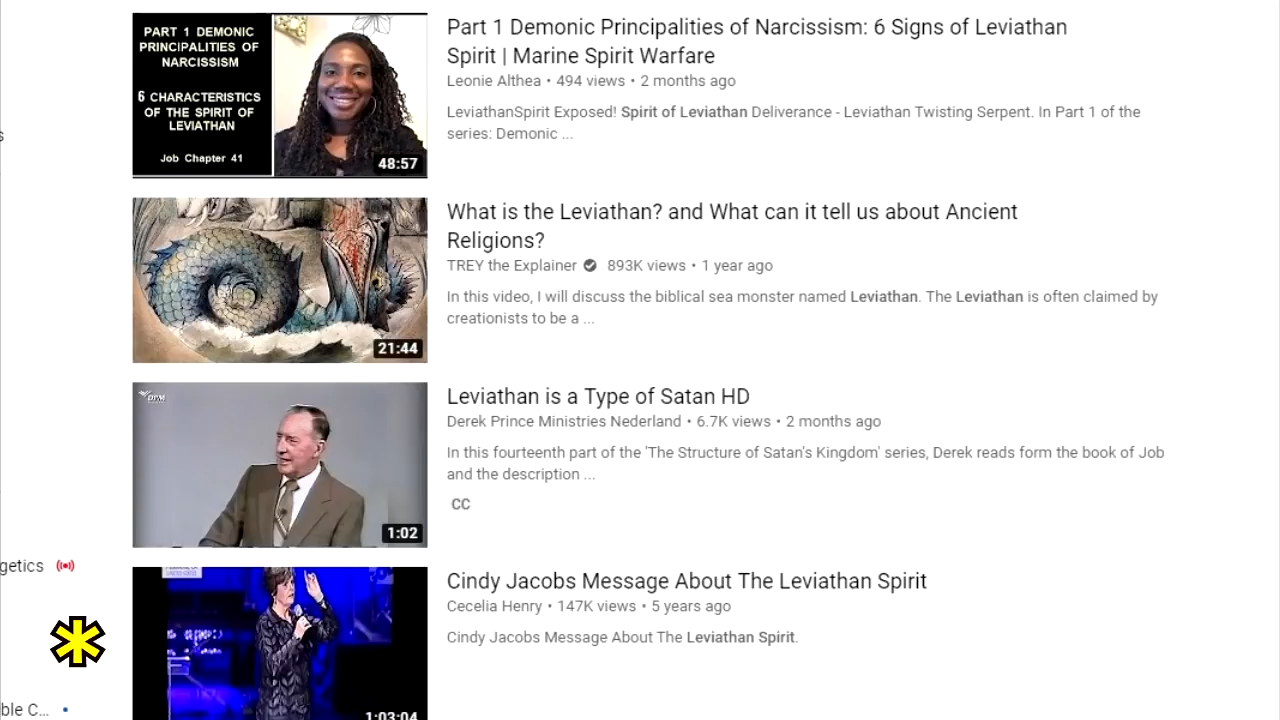 PART 1 DEMONIC
PRINCIPALITIES OF
NARCISSISM
6 CHARACTERISTICS
OF THE SPIRIT OF
LEVIATHAN
Job Chapter 41
48:57
Part 1 Demonic Principalities of Narcissism: 6 Signs of Leviathan
Spirit | Marine Spirit Warfare
Leonie Althea • 494 views • 2 months ago
LeviathanSpirit Exposed! Spirit of Leviathan Deliverance - Leviathan Twisting Serpent. In Part 1 of the
series: Demonic ...
21:44
What is the Leviathan? and What can it tell us about Ancient
Religions?
TREY the Explainer 893K views • 1 year ago
In this video, I will discuss the biblical sea monster named Leviathan. The Leviathan is often claimed by
creationists to be a ...
1:02
Leviathan is a Type of Satan HD
Derek Prince Ministries Nederland • 6.7K views • 2 months ago
In this fourteenth part of the 'The Structure of Satan's Kingdom' series, Derek reads form the book of Job
and the description ...
CC
getics
1:03:04
Cindy Jacobs Message About The Leviathan Spirit
Cecelia Henry • 147K views • 5 years ago
Cindy Jacobs Message About The Leviathan Spirit.
ble C... •